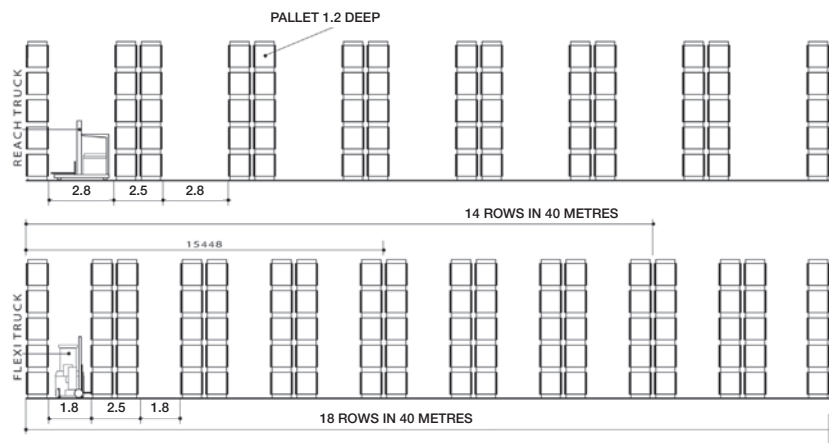 PALLET 1.2 DEEP
REACH TRUCK
2.8
2.5
2.8
14 ROWS IN 40 METRES
15448
FLEXI TRUCK
1.8
2.5
1.8
18 ROWS IN 40 METRES